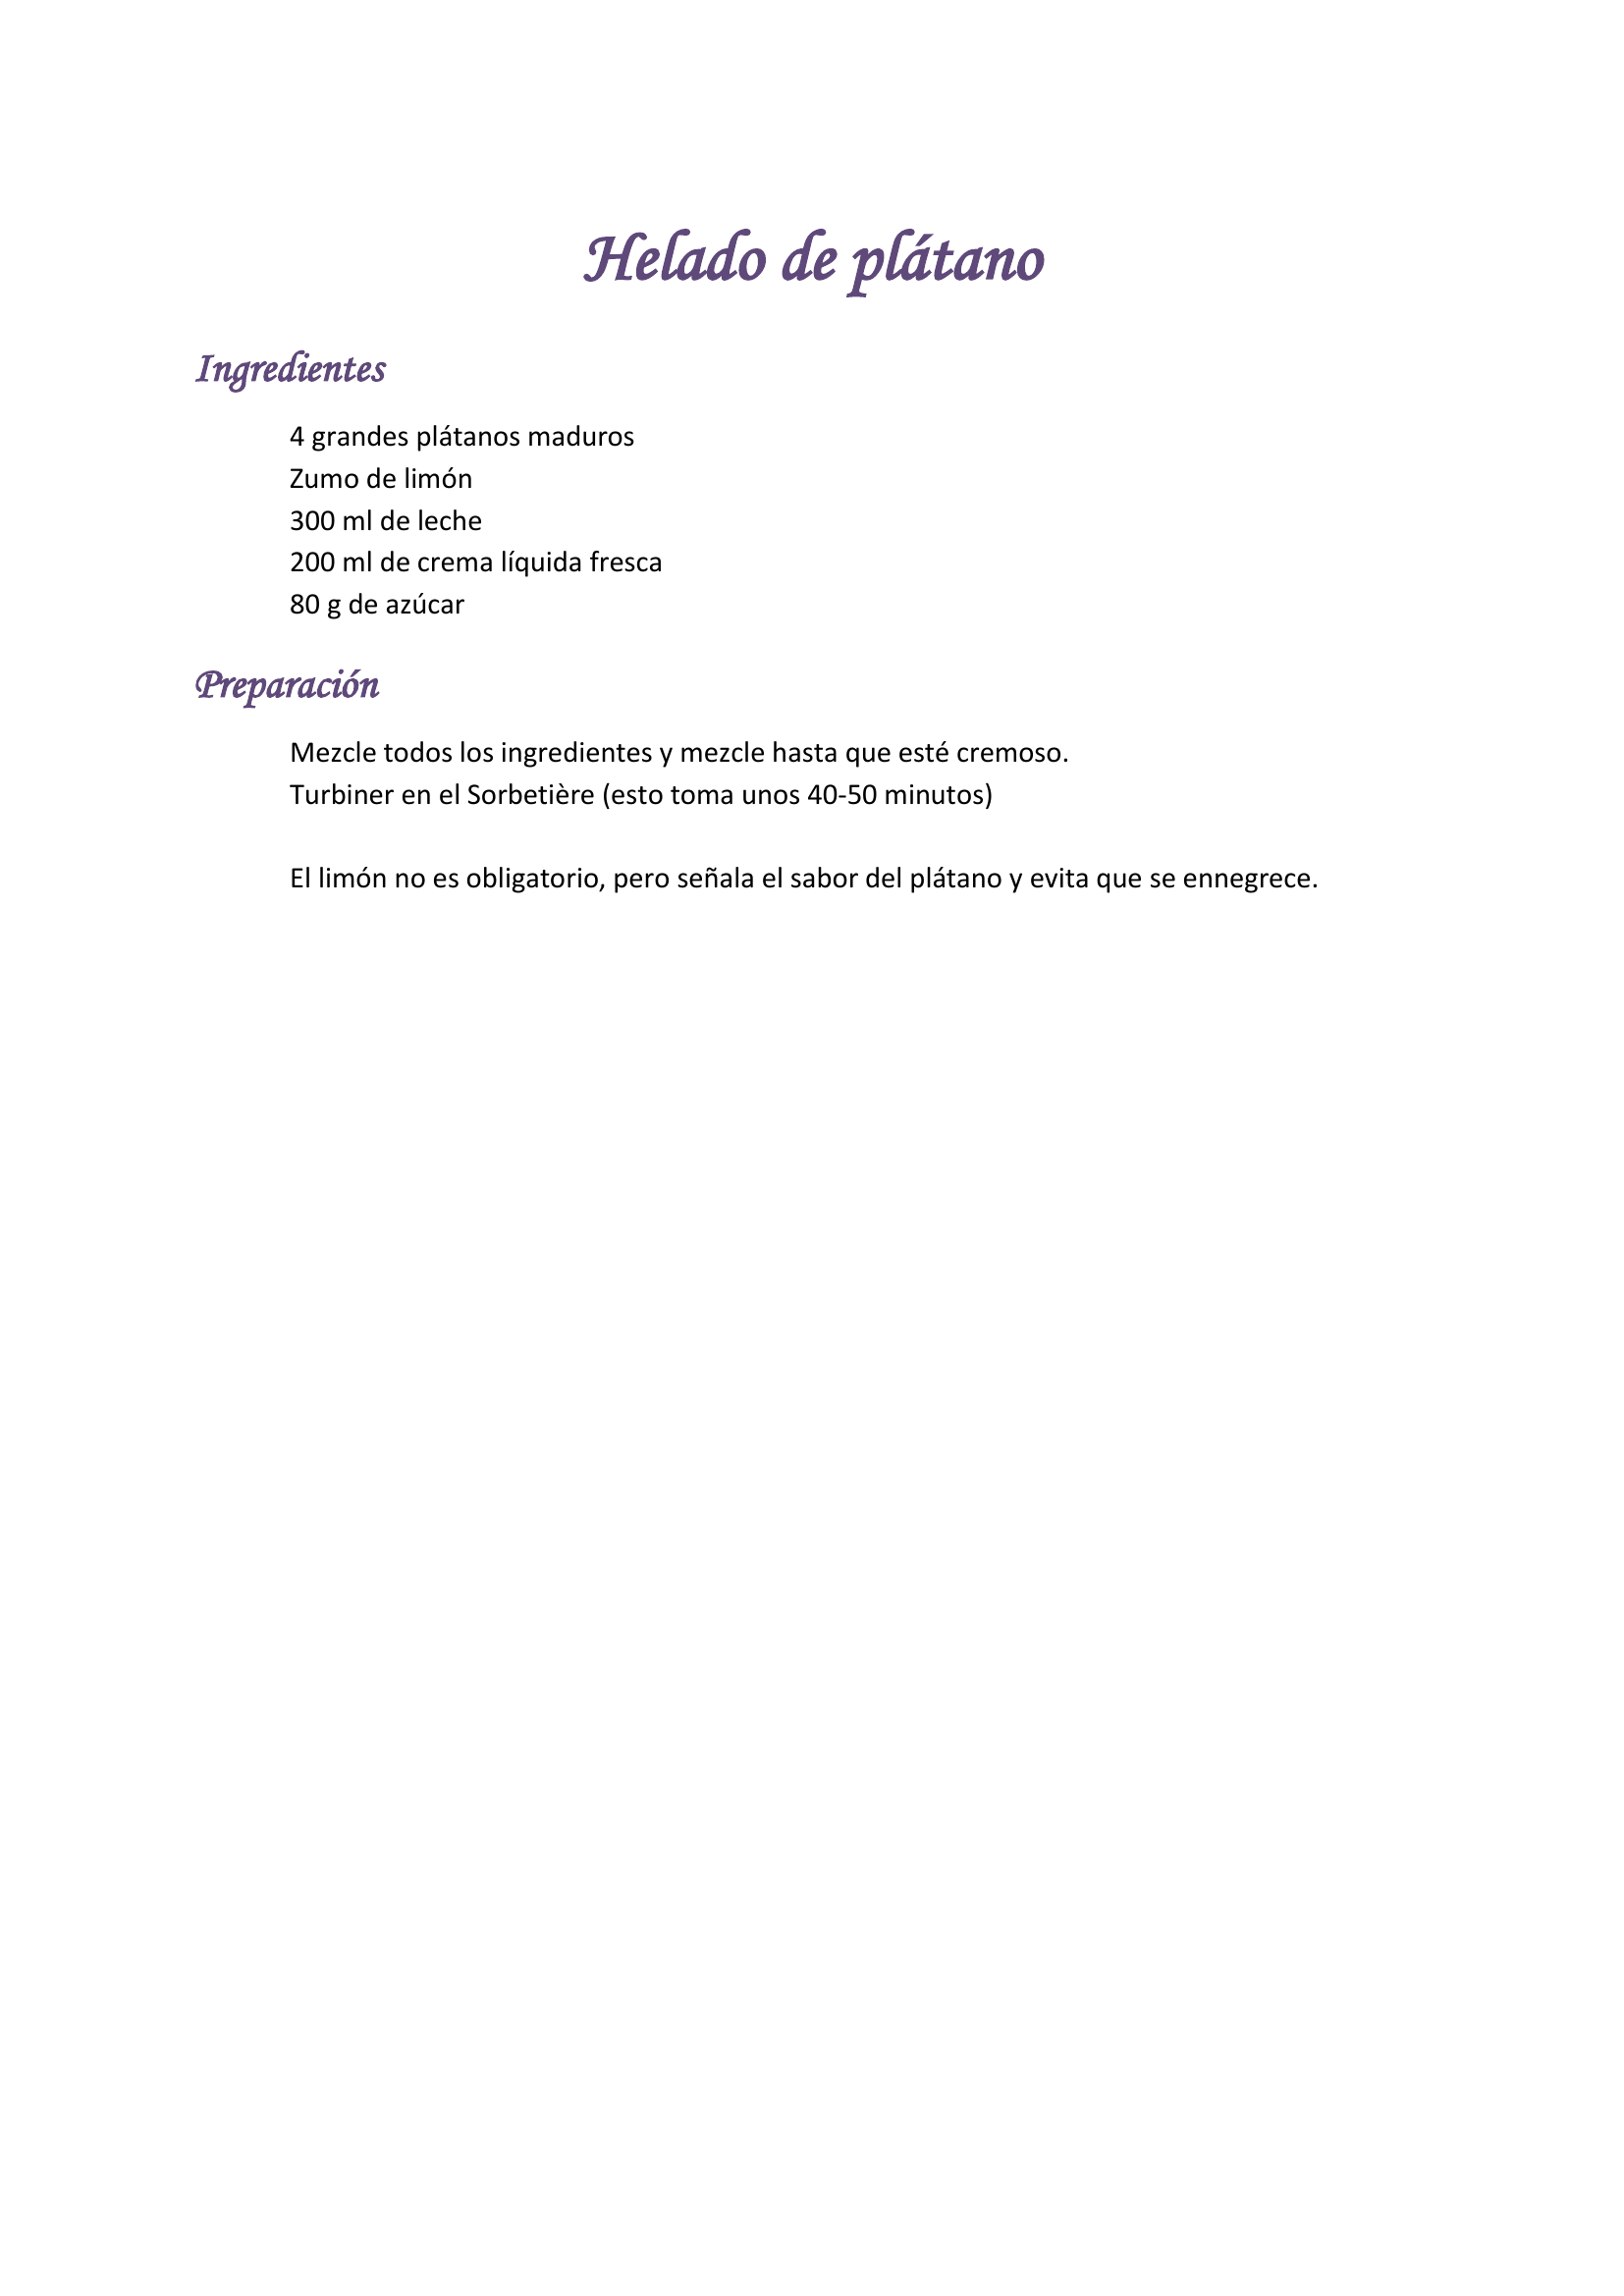 Helado de plátano
Ingredientes
4 grandes plátanos maduros
Zumo de limón
300 ml de leche
200 ml de crema líquida fresca
80 g de azúcar
Preparación
Mezcle todos los ingredientes y mezcle hasta que esté cremoso.
Turbiner en el Sorbetière (esto toma unos 40-50 minutos)
El limón no es obligatorio, pero señala el sabor del plátano y evita que se ennegrece.